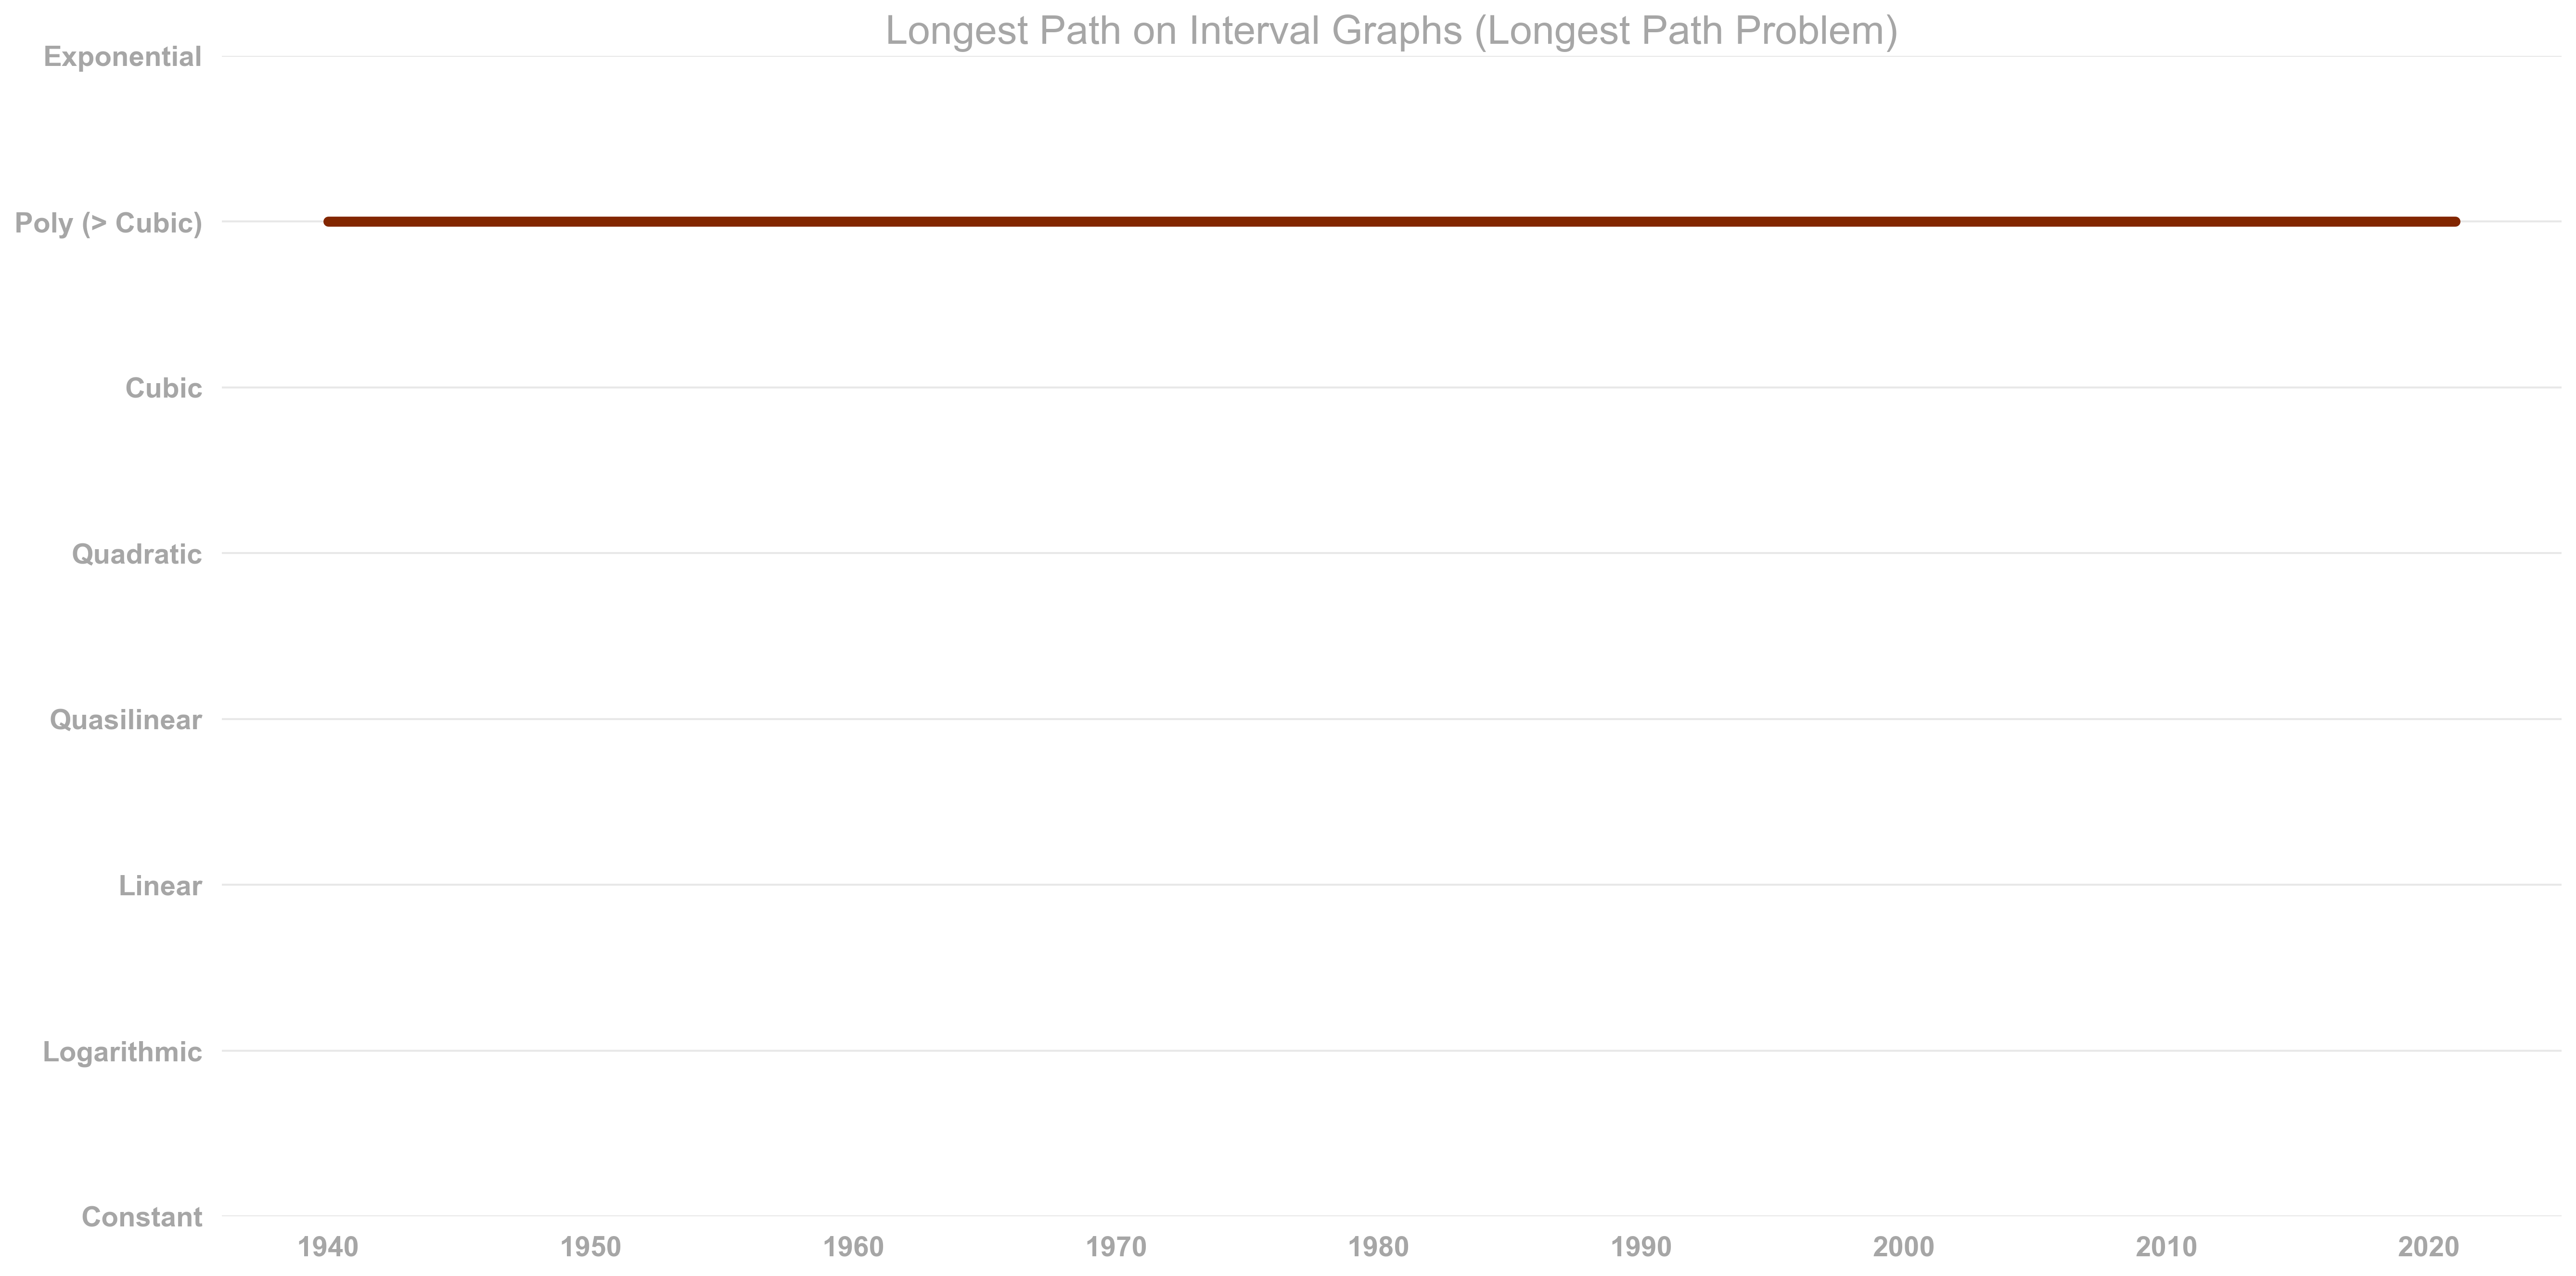 Longest Path on Interval Graphs (Longest Path Problem)
Exponential
Poly (> Cubic)
Cubic
Quadratic
Quasilinear
Linear
Logarithmic
Constant
1940 1950 1960 1970 1980 1990 2000 2010 2020